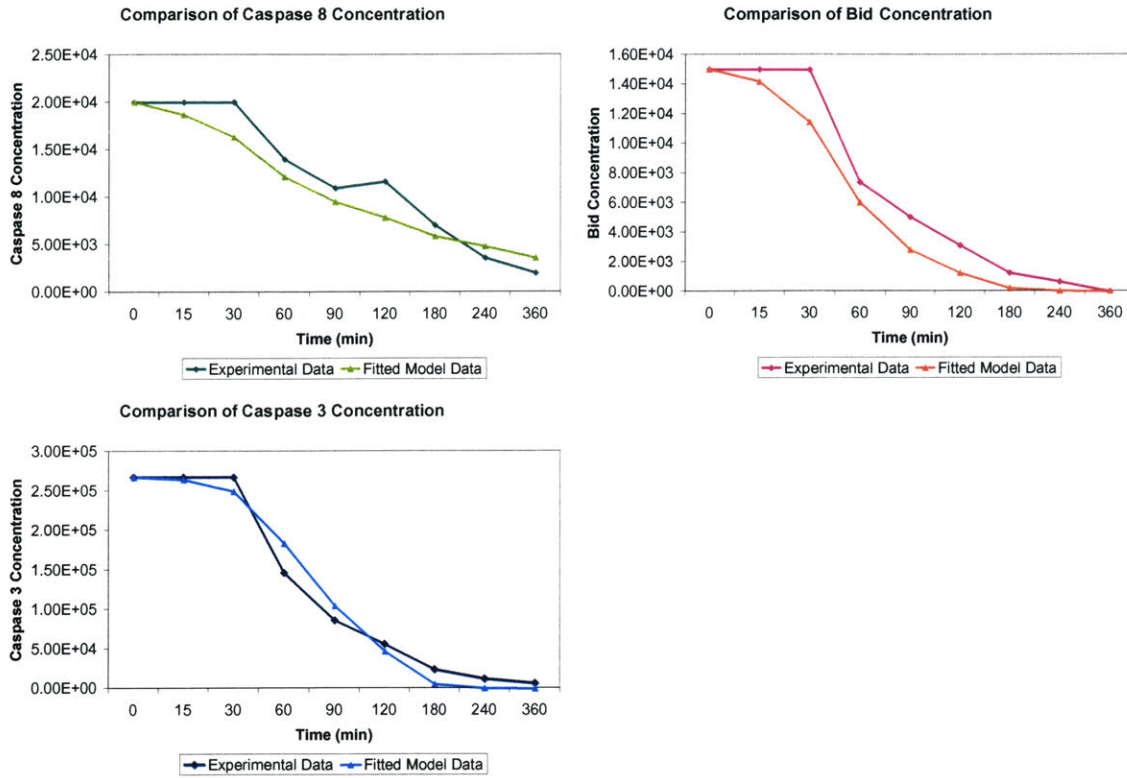 Comparison of Caspase 8 Concentration
2.50E+04
2.00E+04
1.50E+04
1.00E+04
5.00E+03
0.00E+00
Caspase 8 Concentration
0 15 30 60 90 120 180 240 360
Time (min)
Experimental Data Fitted Model Data
Comparison of Bid Concentration
1.60E+04
1.40E+04
1.20E+04
1.00E+04
8.00E+03
6.00E+03
4.00E+03
2.00E+03
0.00E+00
Bid Concentration
0 15 30 60 90 120 180 240 360
Time (min)
Experimental Data Fitted Model Data
Comparison of Caspase 3 Concentration
3.00E+05
2.50E+05
2.00E+05
1.50E+05
1.00E+05
5.00E+04
0.00E+00
Caspase 3 Concentration
0 15 30 60 90 120 180 240 360
Time (min)
Experimental Data Fitted Model Data